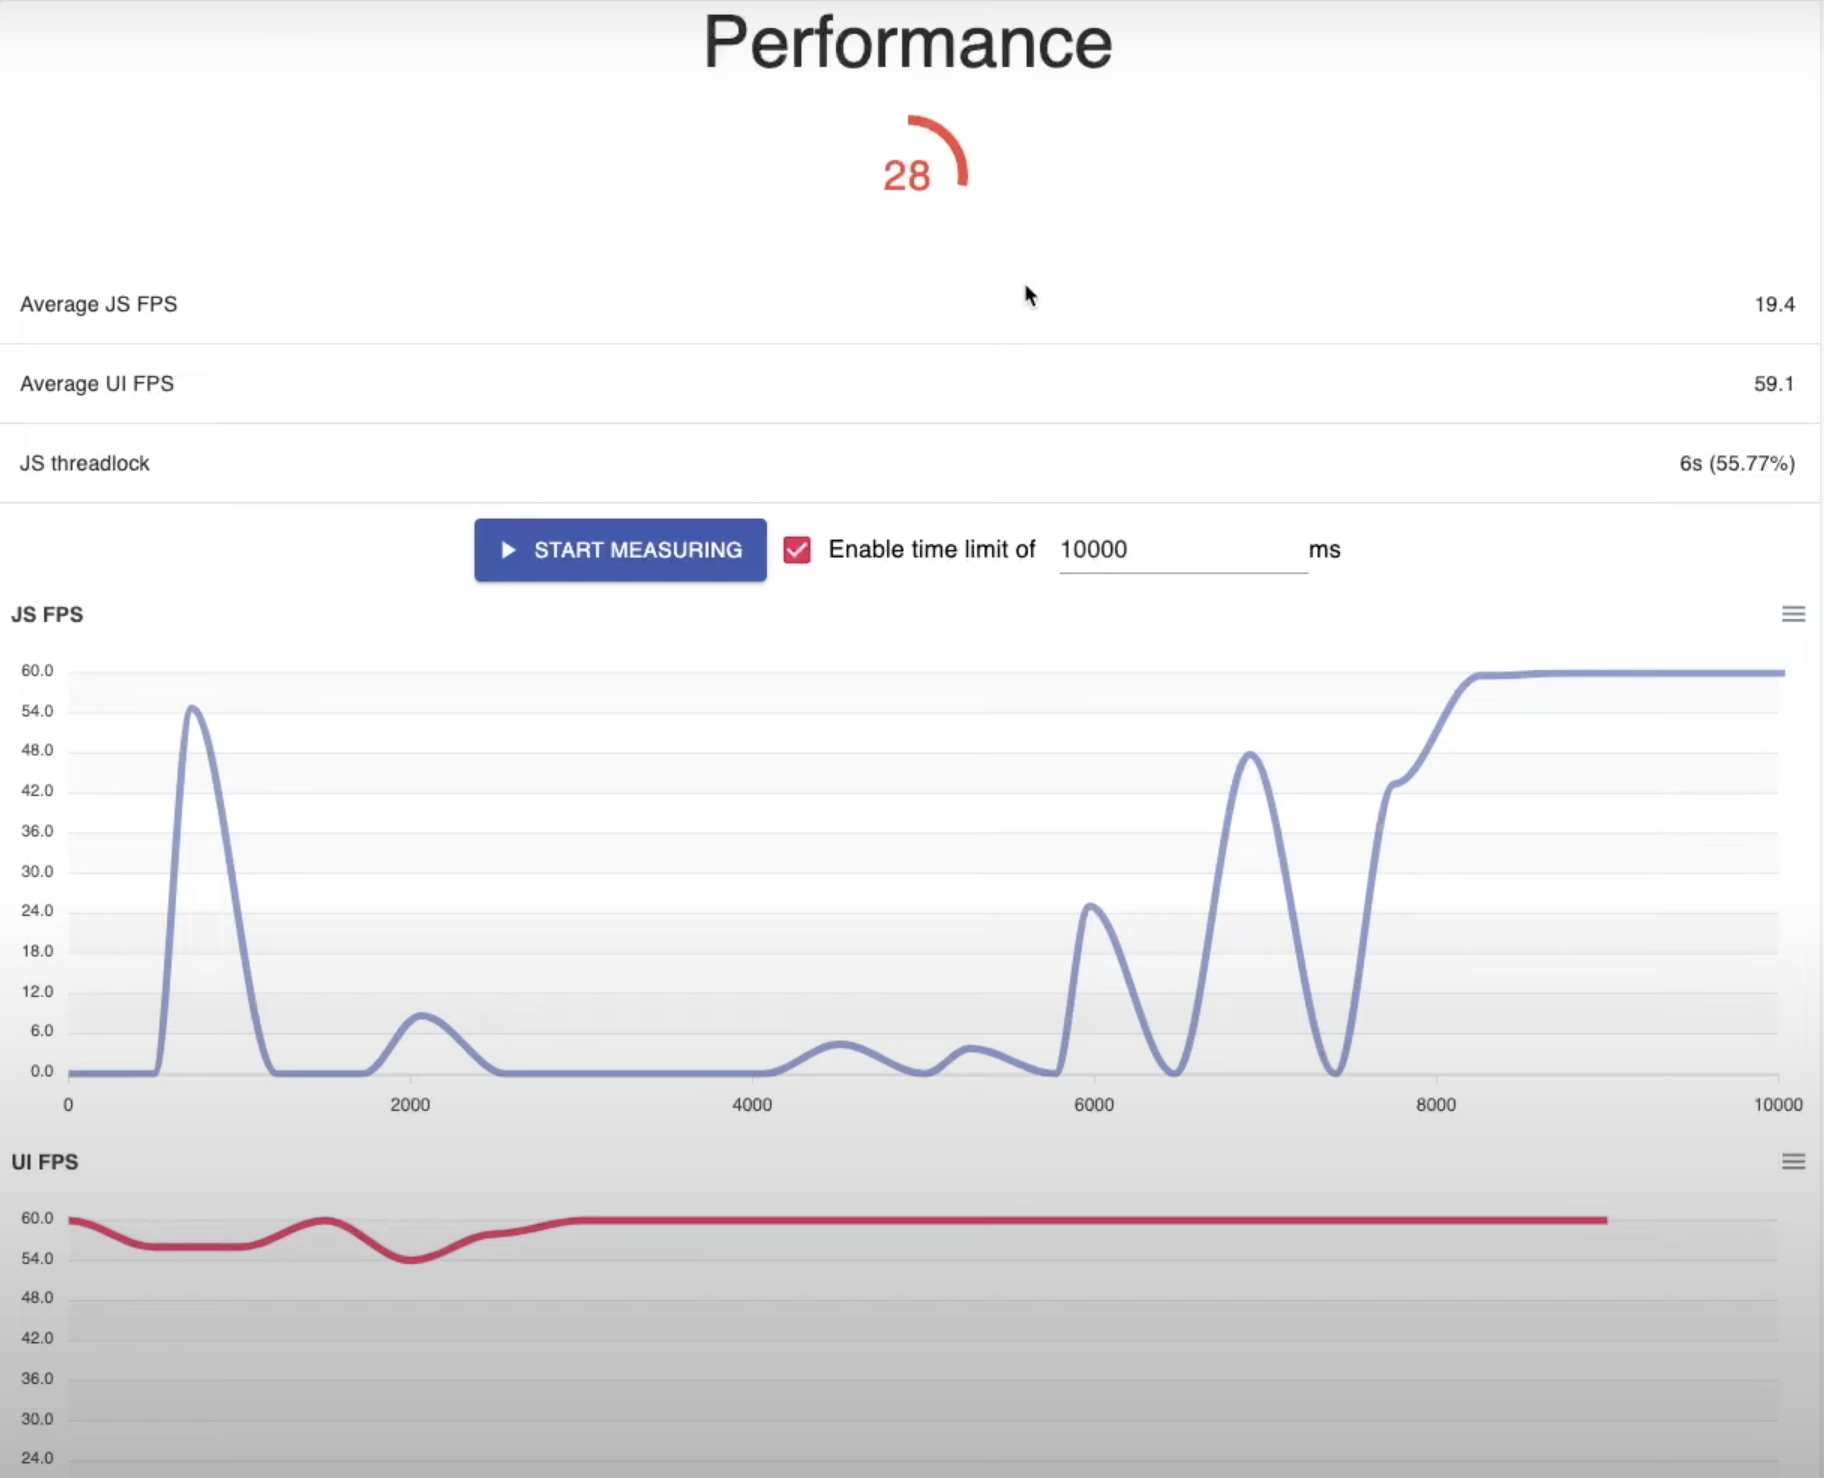 Performance
28
Average JS FPS 19.4
Average UI FPS 59.1
JS threadlock 6s (55.77%)
START MEASURING Enable time limit of 10000 ms
JS FPS
60.0
54.0
48.0
42.0
36.0
30.0
24.0
18.0
12.0
6.0
0.0
0 2000 4000 6000 8000 10000
UI FPS
60.0
54.0
48.0
42.0
36.0
30.0
24.0